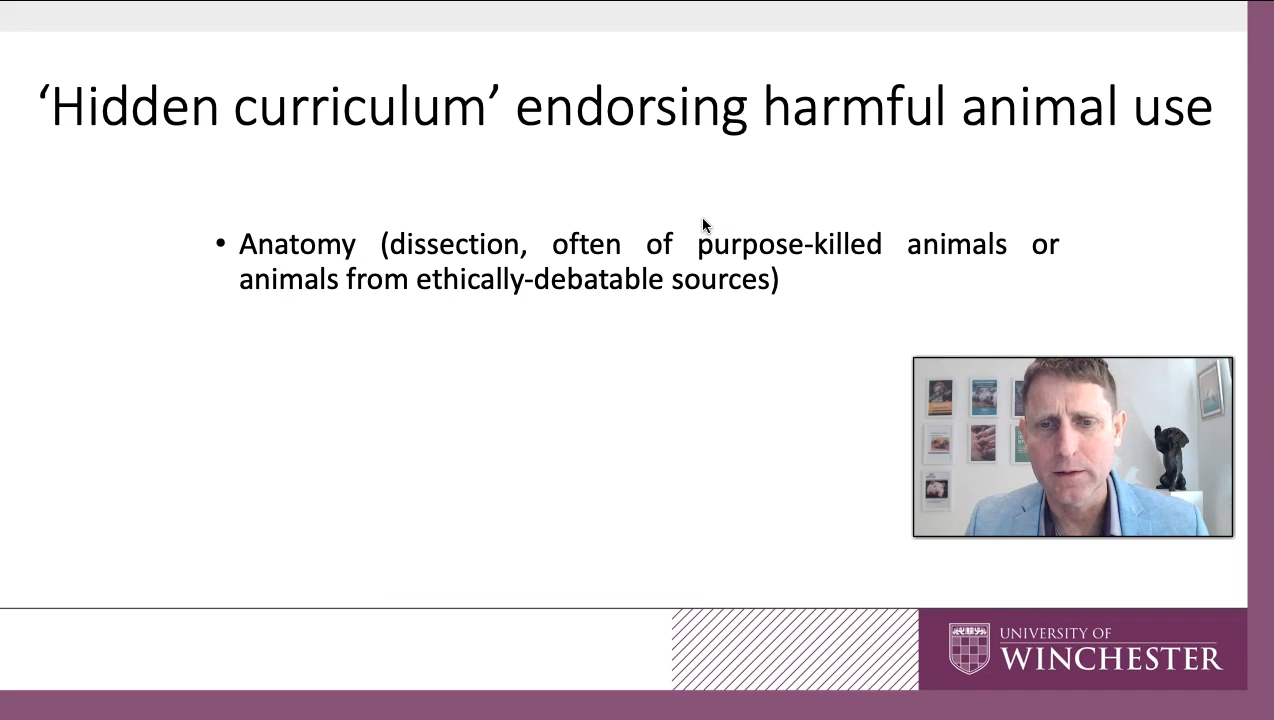 ‘Hidden curriculum’ endorsing harmful animal use
• Anatomy (dissection, often of purpose-killed animals or
animals from ethically-debatable sources)
UNIVERSITY OF
WINCHESTER